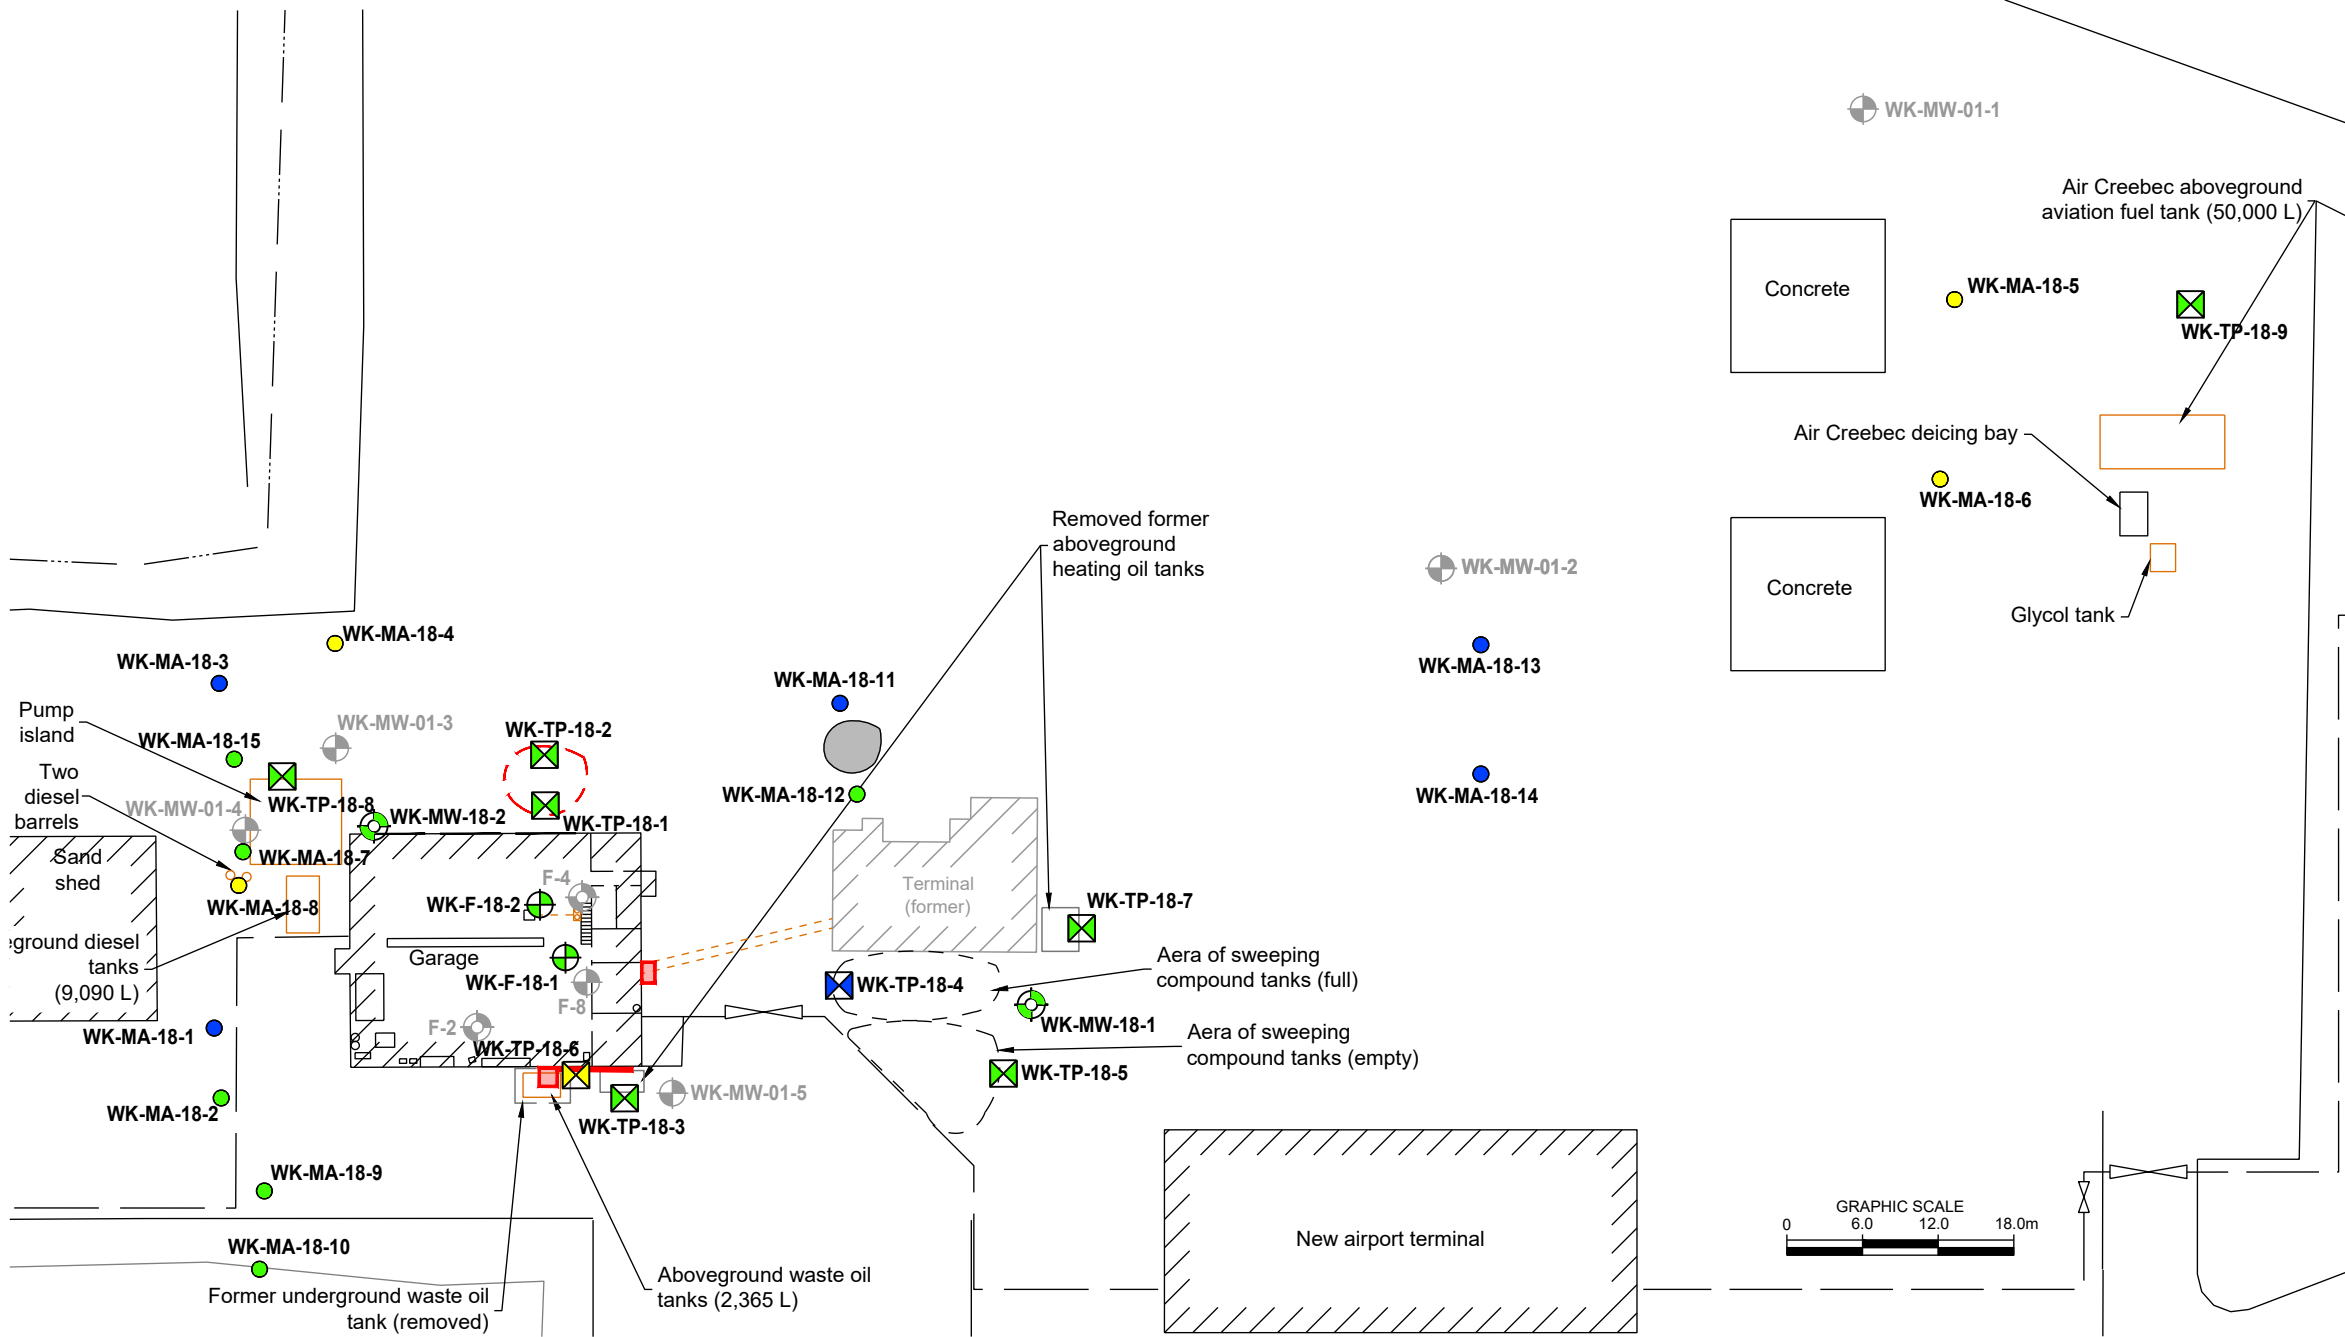 WK-MW-01-1
Air Creebec aboveground
aviation fuel tank (50,000 L)
Concrete
WK-MA-18-5
WK-TP-18-9
Air Creebec deicing bay
WK-MA-18-6
Removed former
aboveground
heating oil tanks
WK-MW-01-2
Concrete
Glycol tank
WK-MA-18-4
WK-MA-18-3
WK-MA-18-13
WK-MA-18-11
Pump
island
WK-MW-01-3
WK-TP-18-2
WK-MA-18-15
Two
diesel
barrels
WK-TP-18-8
WK-MW-01-4
WK-MW-18-2
WK-TP-18-1
WK-MA-18-12
WK-MA-18-14
Sand
shed
WK-MA-18-7
F-4
Terminal
(former)
WK-MA-18-8
WK-F-18-2
WK-TP-18-7
eground diesel
tanks
(9,090 L)
Garage
WK-F-18-1
F-8
WK-TP-18-4
Aera of sweeping
compound tanks (full)
WK-MA-18-1
F-2
WK-TP-18-6
WK-MW-18-1
Aera of sweeping
compound tanks (empty)
WK-TP-18-5
WK-MW-01-5
WK-MA-18-2
WK-TP-18-3
WK-MA-18-9
WK-MA-18-10
Former underground waste oil
tank (removed)
Aboveground waste oil
tanks (2,365 L)
New airport terminal
GRAPHIC SCALE
0 6.0 12.0 18.0m